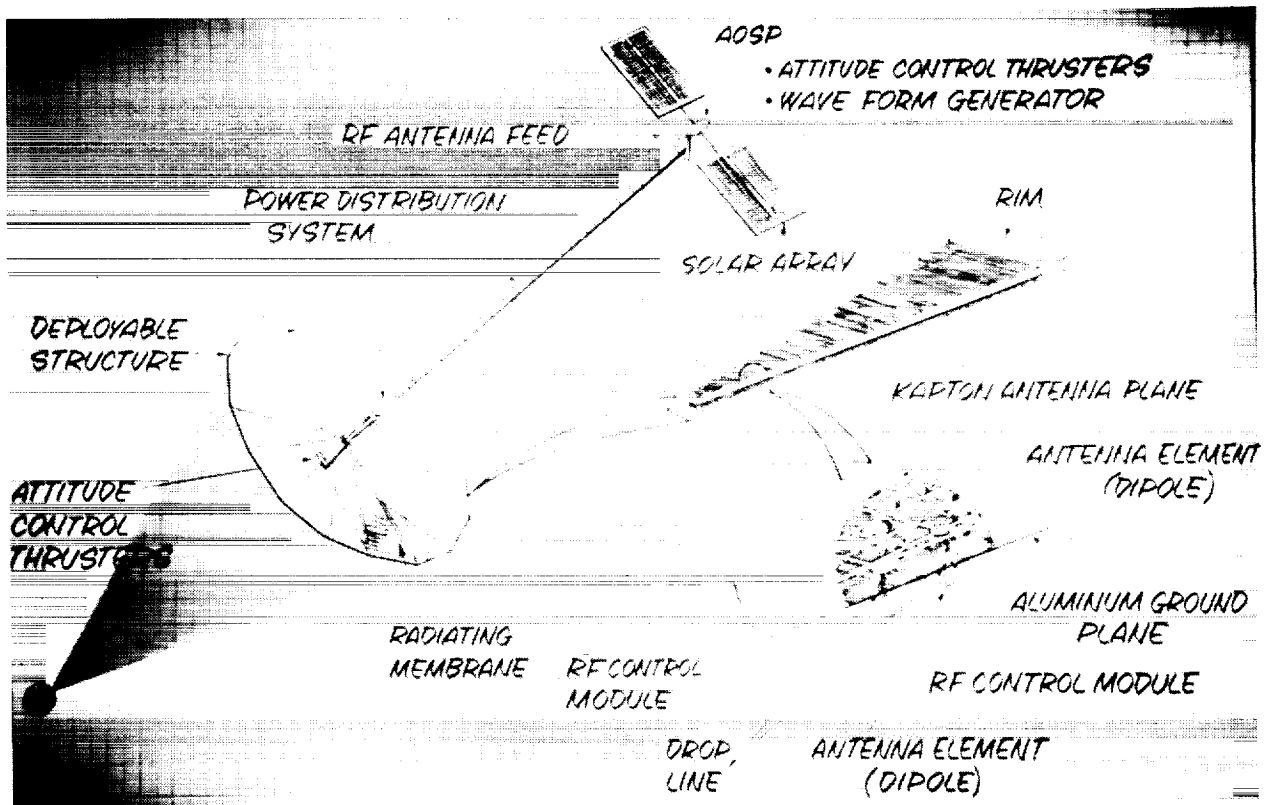 AOSP
• ATTITUDE CONTROL THRUSTERS
• WAVE FORM GENERATOR
RF ANTENNA FEED
POWER DISTRIBUTION
SYSTEM
RIM
SOLAR ARRAY
DEPLOYABLE
STRUCTURE
KAPTON ANTENNA PLANE
ANTENNA ELEMENT
(DIPOLE)
ATTITUDE
CONTROL
THRUSTERS
ALUMINUM GROUND
PLANE
RADIATING
MEMBRANE
RF CONTROL
MODULE
RF CONTROL MODULE
DROP
LINE
ANTENNA ELEMENT
(DIPOLE)